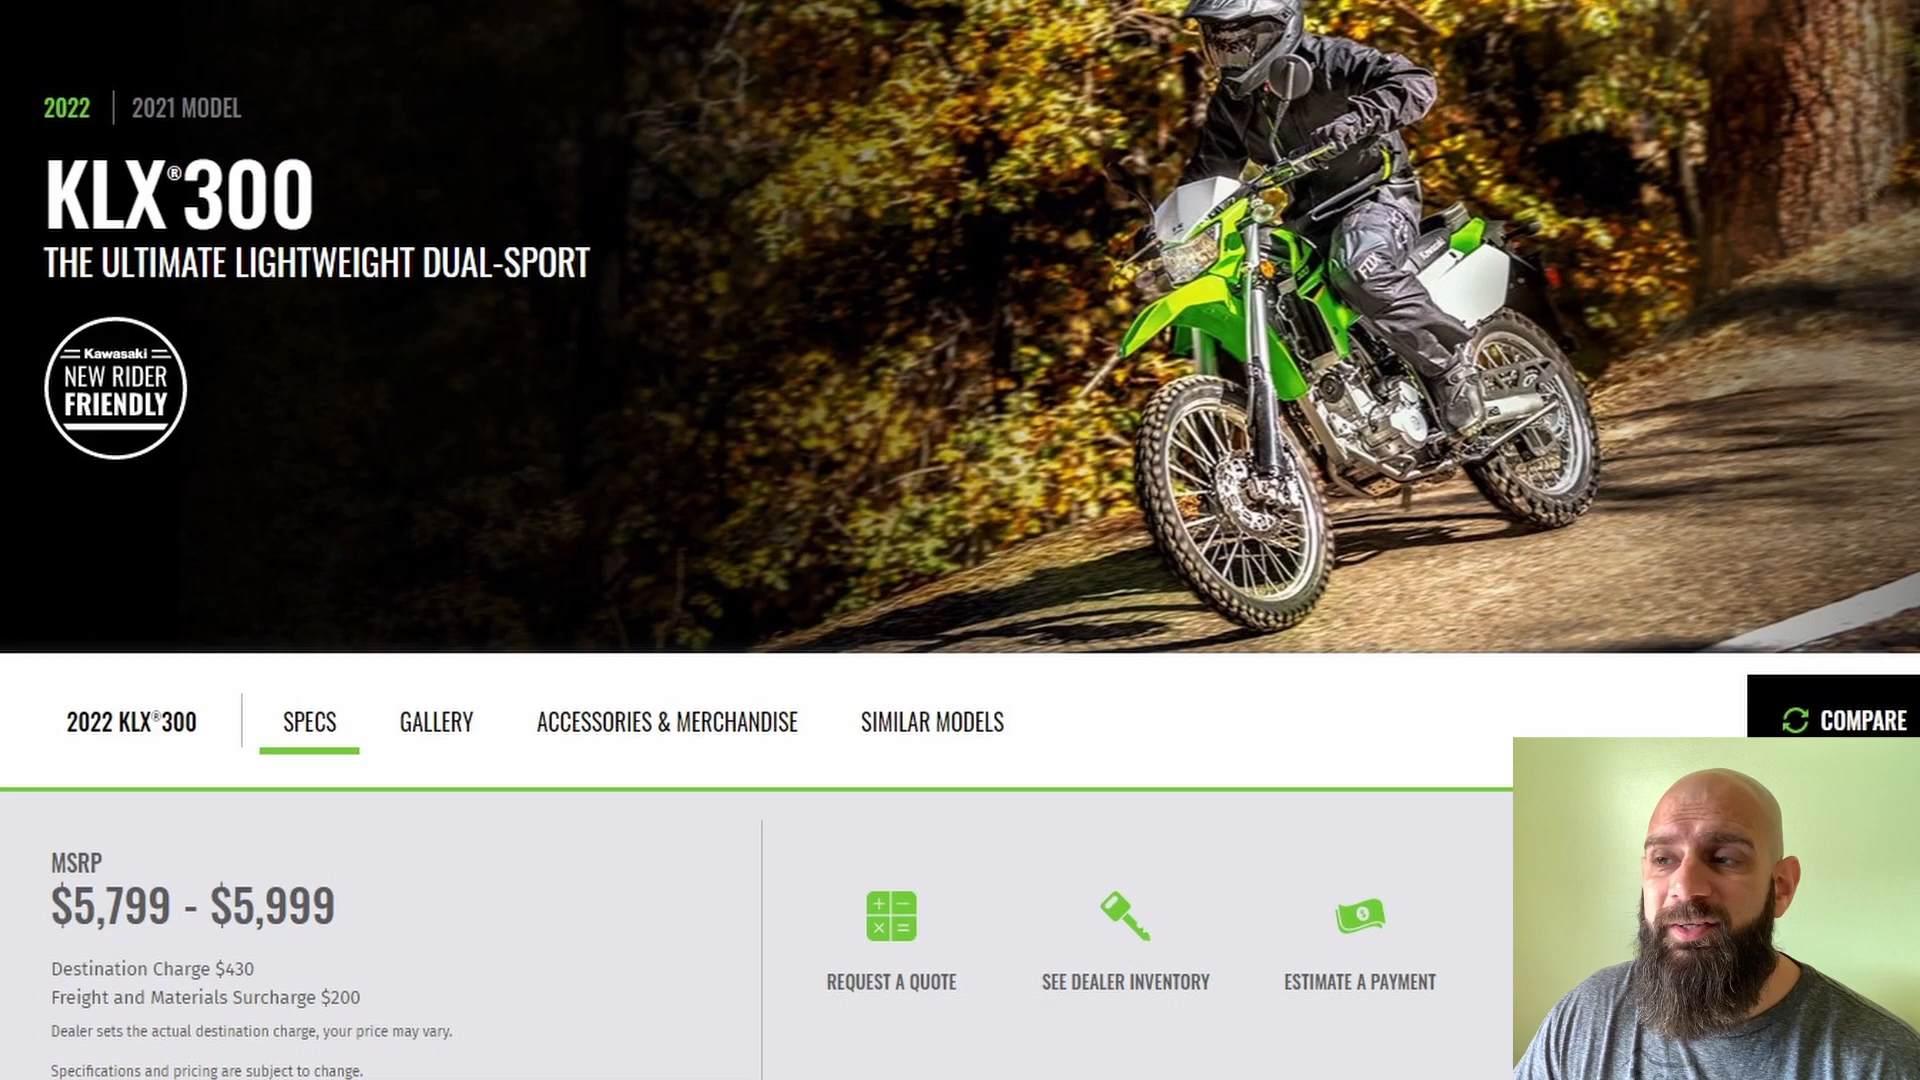 2022 | 2021 MODEL
KLX®300
THE ULTIMATE LIGHTWEIGHT DUAL-SPORT
Kawasaki
NEW RIDER
FRIENDLY
FOX
Kawasaki
2022 KLX®300
SPECS
GALLERY
ACCESSORIES & MERCHANDISE
SIMILAR MODELS
COMPARE
MSRP
$5,799 - $5,999
Destination Charge $430
Freight and Materials Surcharge $200
Dealer sets the actual destination charge, your price may vary.
Specifications and pricing are subject to change.
REQUEST A QUOTE
SEE DEALER INVENTORY
ESTIMATE A PAYMENT